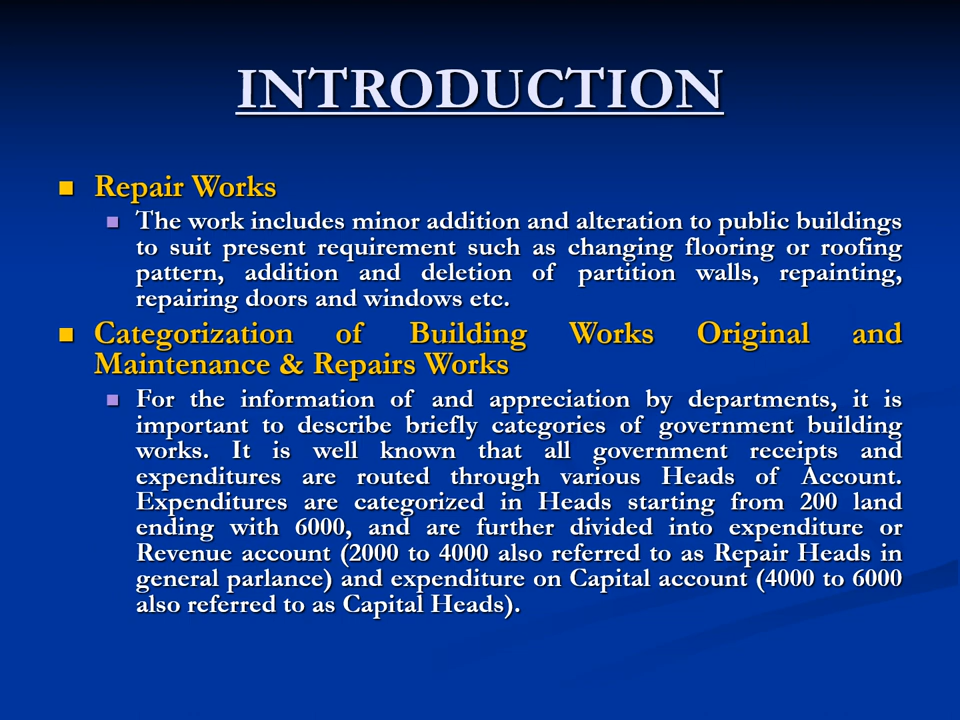 INTRODUCTION
Repair Works
The work includes minor addition and alteration to public buildings
to suit present requirement such as changing flooring or roofing
pattern, addition and deletion of partition walls, repainting,
repairing doors and windows etc.
Categorization of Building Works Original and
Maintenance & Repairs Works
For the information of and appreciation by departments, it is
important to describe briefly categories of government building
works. It is well known that all government receipts and
expenditures are routed through various Heads of Account.
Expenditures are categorized in Heads starting from 200 land
ending with 6000, and are further divided into expenditure or
Revenue account (2000 to 4000 also referred to as Repair Heads in
general parlance) and expenditure on Capital account (4000 to 6000
also referred to as Capital Heads).